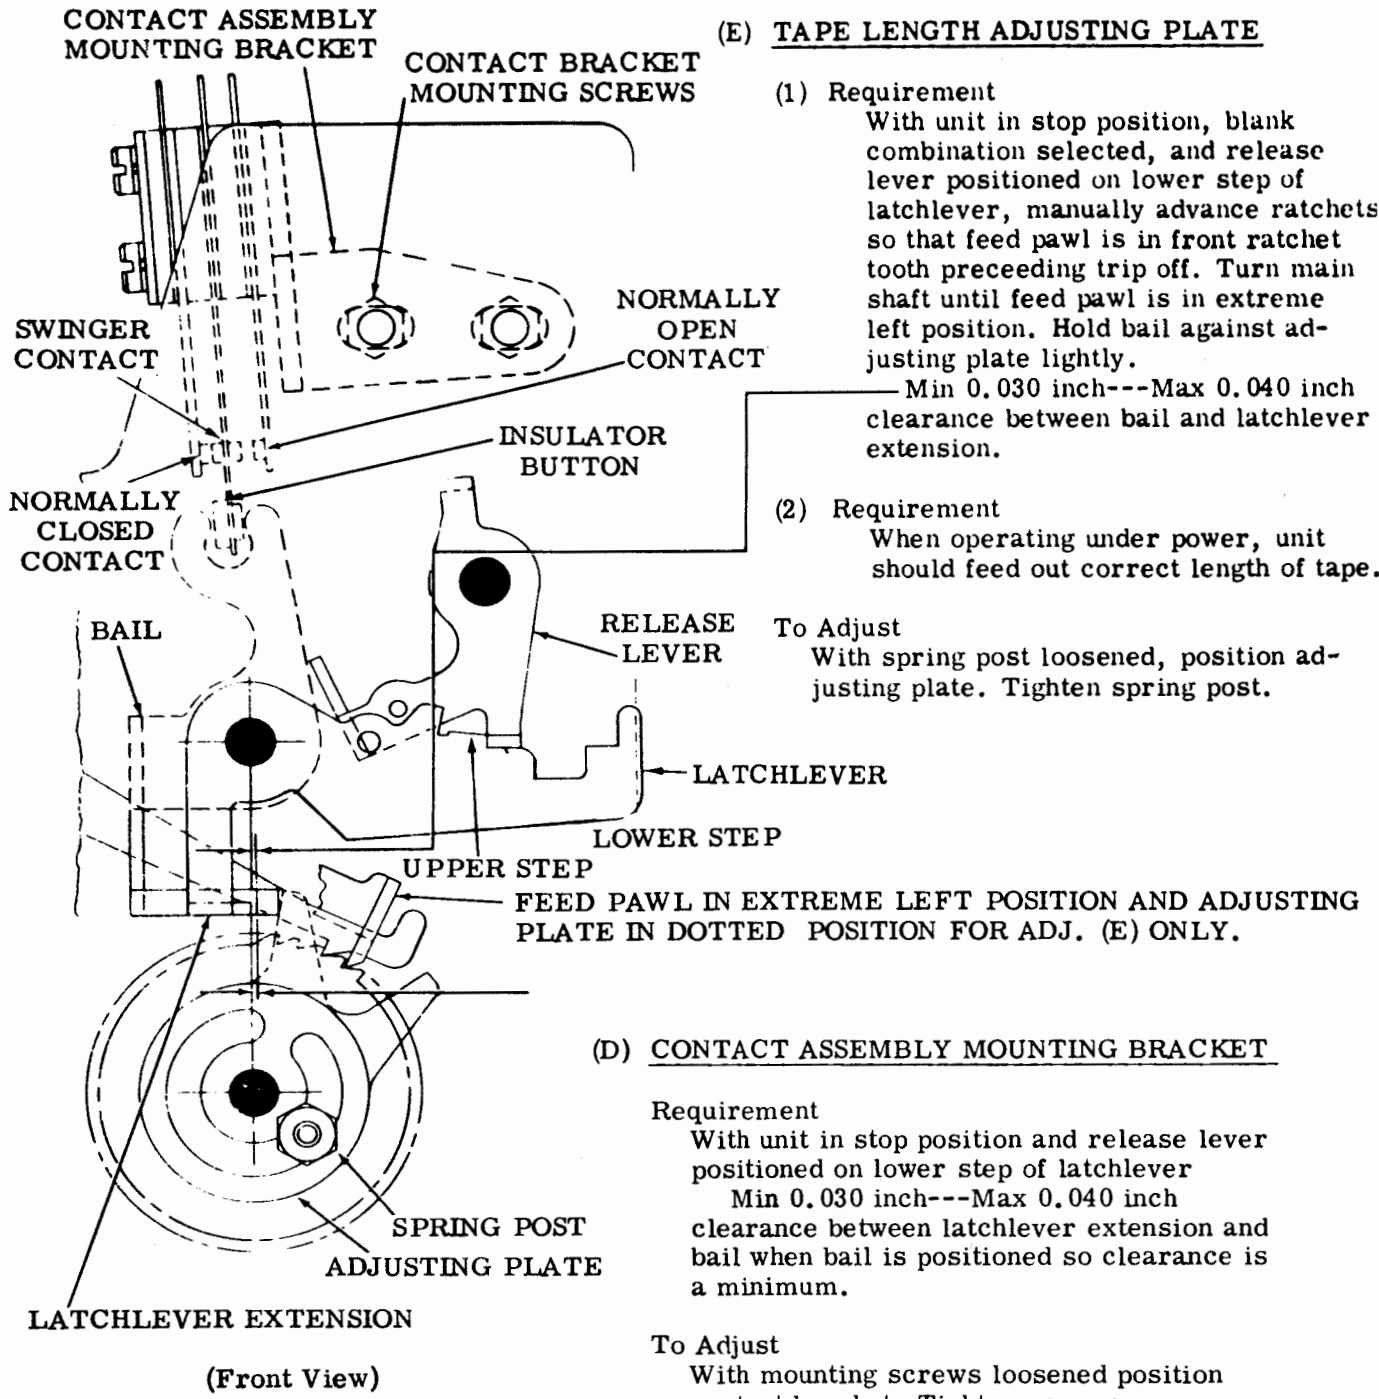 CONTACT ASSEMBLY
MOUNTING BRACKET
CONTACT BRACKET
MOUNTING SCREWS
SWINGER
CONTACT
NORMALLY
OPEN
CONTACT
INSULATOR
BUTTON
NORMALLY
CLOSED
CONTACT
BAIL
RELEASE
LEVER
LATCHLEVER
LOWER STEP
UPPER STEP
FEED PAWL IN EXTREME LEFT POSITION AND ADJUSTING
PLATE IN DOTTED POSITION FOR ADJ. (E) ONLY.
SPRING POST
ADJUSTING PLATE
LATCHLEVER EXTENSION
(Front View)
(E) TAPE LENGTH ADJUSTING PLATE
(1) Requirement
With unit in stop position, blank
combination selected, and release
lever positioned on lower step of
latchlever, manually advance ratchets
so that feed pawl is in front ratchet
tooth preceeding trip off. Turn main
shaft until feed pawl is in extreme
left position. Hold bail against ad-
justing plate lightly.
Min 0.030 inch---Max 0.040 inch
clearance between bail and latchlever
extension.
(2) Requirement
When operating under power, unit
should feed out correct length of tape.
To Adjust
With spring post loosened, position ad-
justing plate. Tighten spring post.
(D) CONTACT ASSEMBLY MOUNTING BRACKET
Requirement
With unit in stop position and release lever
positioned on lower step of latchlever
Min 0.030 inch---Max 0.040 inch
clearance between latchlever extension and
bail when bail is positioned so clearance is
a minimum.
To Adjust
With mounting screws loosened position